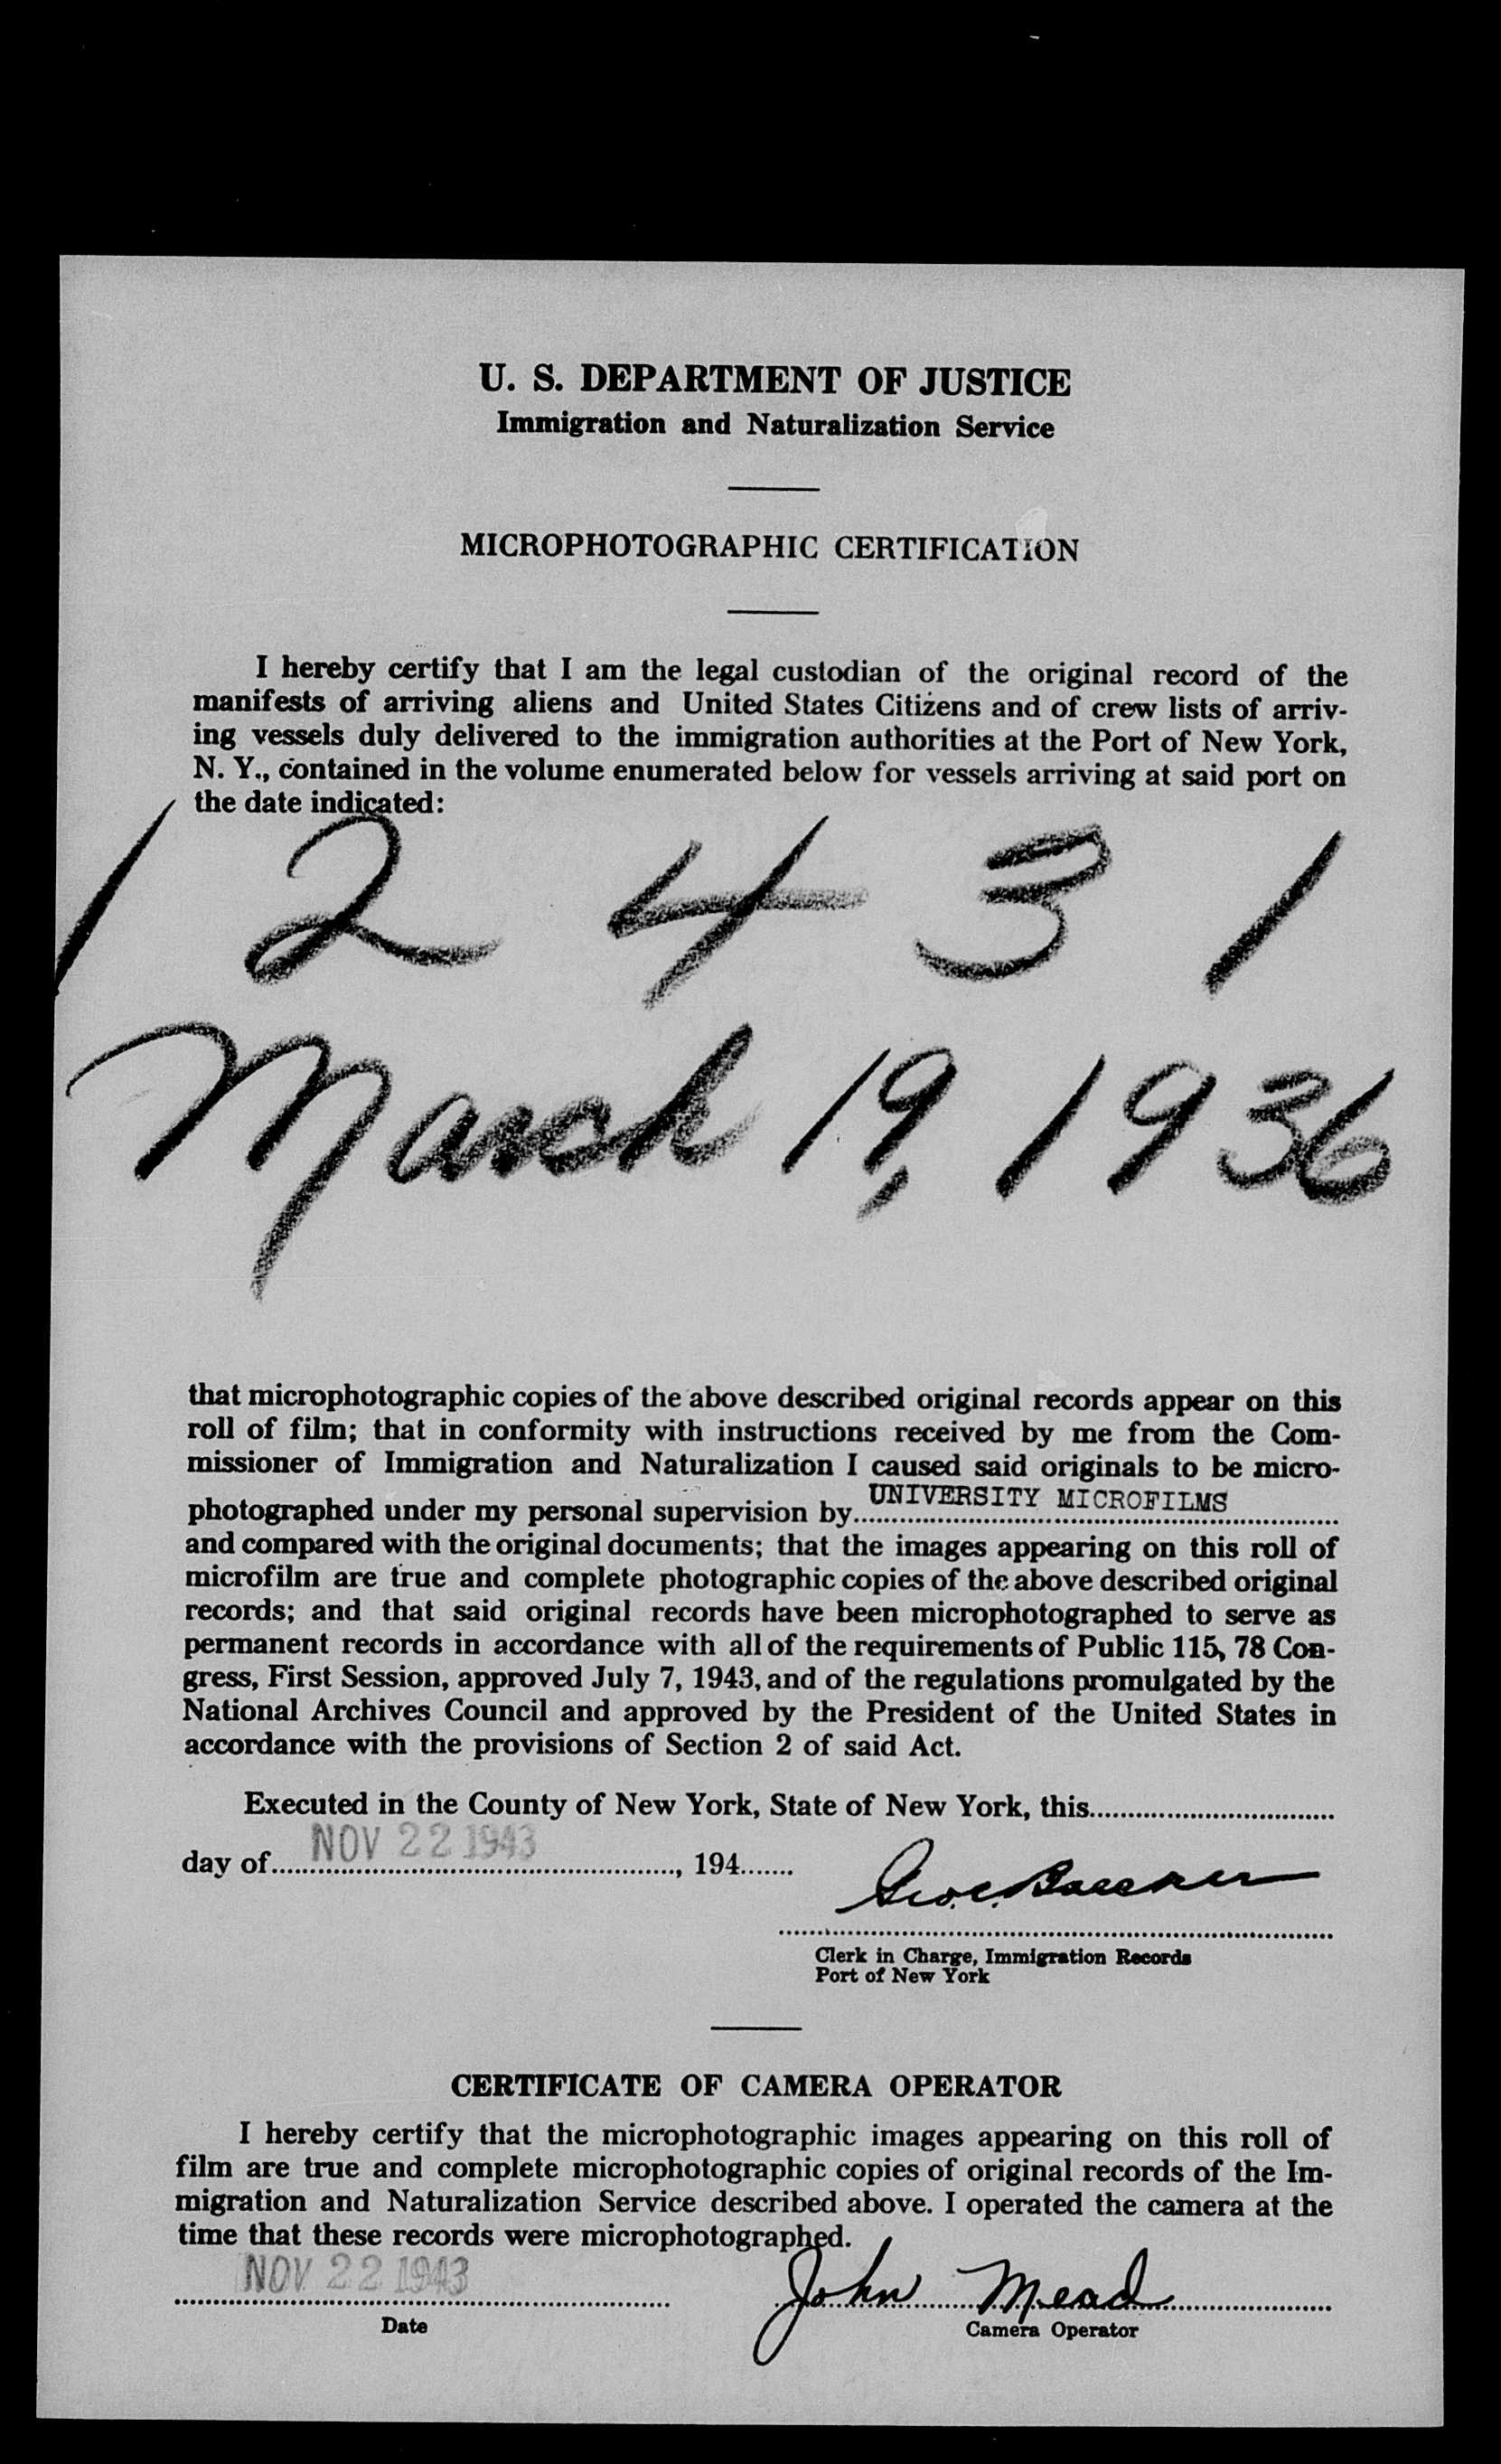 U. S. DEPARTMENT OF JUSTICE
Immigration and Naturalization Service
MICROPHOTOGRAPHIC CERTIFICATION
I hereby certify that I am the legal custodian of the original record of the
manifests of arriving aliens and United States Citizens and of crew lists of arriv-
ing vessels duly delivered to the immigration authorities at the Port of New York,
N. Y., contained in the volume enumerated below for vessels arriving at said port on
the date indicated:
1 2 4 3 1
March 19, 1936
that microphotographic copies of the above described original records appear on this
roll of film; that in conformity with instructions received by me from the Com-
missioner of Immigration and Naturalization I caused said originals to be micro-
photographed under my personal supervision by UNIVERSITY MICROFILMS
and compared with the original documents; that the images appearing on this roll of
microfilm are true and complete photographic copies of the above described original
records; and that said original records have been microphotographed to serve as
permanent records in accordance with all of the requirements of Public 115, 78 Con-
gress, First Session, approved July 7, 1943, and of the regulations promulgated by the
National Archives Council and approved by the President of the United States in
accordance with the provisions of Section 2 of said Act.
Executed in the County of New York, State of New York, this
day of NOV 22 1943, 194
Geo. C.
Clerk in Charge, Immigration Records
Port of New York
CERTIFICATE OF CAMERA OPERATOR
I hereby certify that the microphotographic images appearing on this roll of
film are true and complete microphotographic copies of original records of the Im-
migration and Naturalization Service described above. I operated the camera at the
time that these records were microphotographed.
NOV 22 1943 John Mead
Date Camera Operator